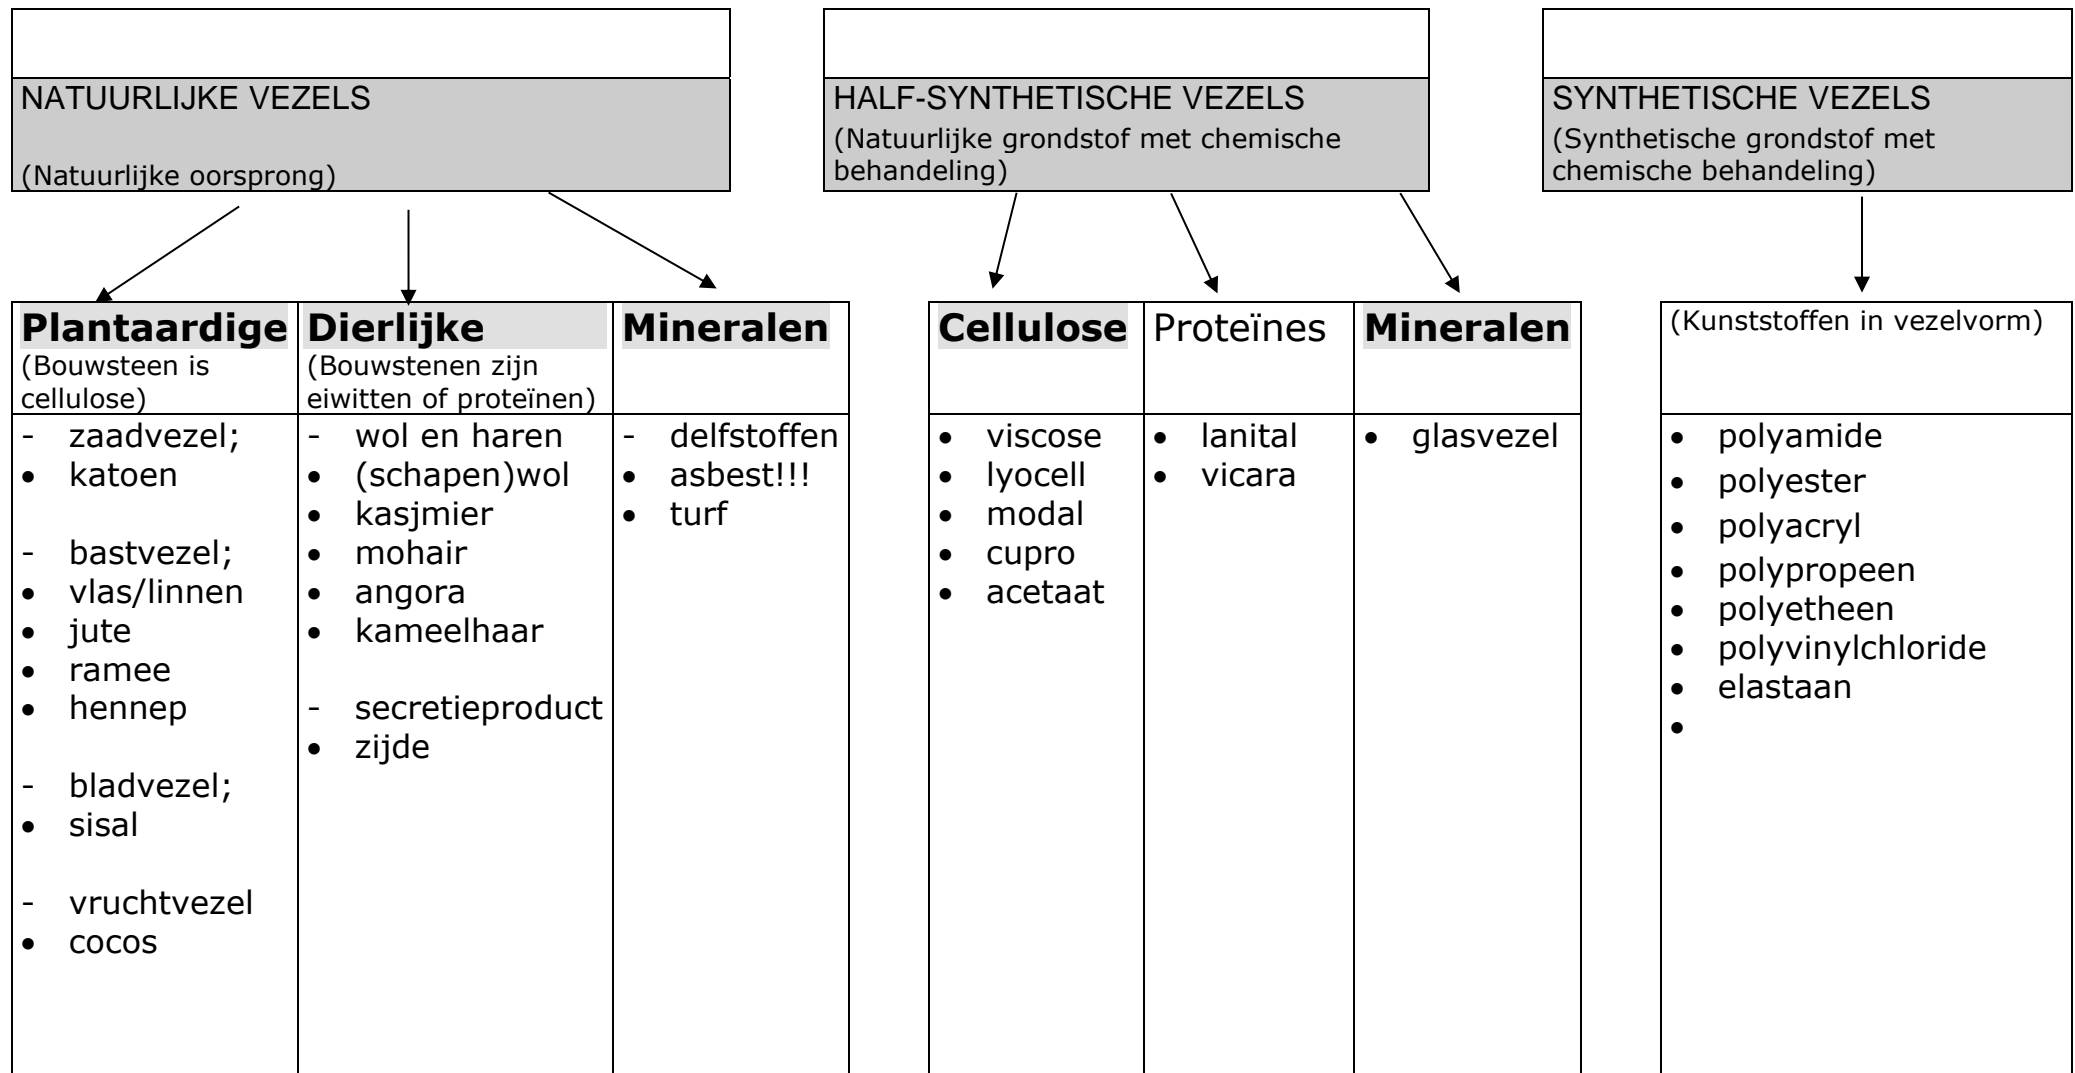 NATUURLIJKE VEZELS
(Natuurlijke oorsprong)
HALF-SYNTHETISCHE VEZELS
(Natuurlijke grondstof met chemische
behandeling)
SYNTHETISCHE VEZELS
(Synthetische grondstof met
chemische behandeling)
Plantaardige
(Bouwsteen is
cellulose)
- zaadvezel;
• katoen
- bastvezel;
• vlas/linnen
• jute
• ramee
• hennep
- bladvezel;
• sisal
- vruchtvezel
• cocos
Dierlijke
(Bouwstenen zijn
eiwitten of proteïnen)
- wol en haren
• (schapen)wol
• kasjmier
• mohair
• angora
• kameelhaar
- secretieproduct
• zijde
Mineralen
- delfstoffen
• asbest!!!
• turf
Cellulose
• viscose
• lyocell
• modal
• cupro
• acetaat
Proteïnes
• lanital
• vicara
Mineralen
• glasvezel
(Kunststoffen in vezelvorm)
• polyamide
• polyester
• polyacryl
• polypropeen
• polyetheen
• polyvinylchloride
• elastaan
•